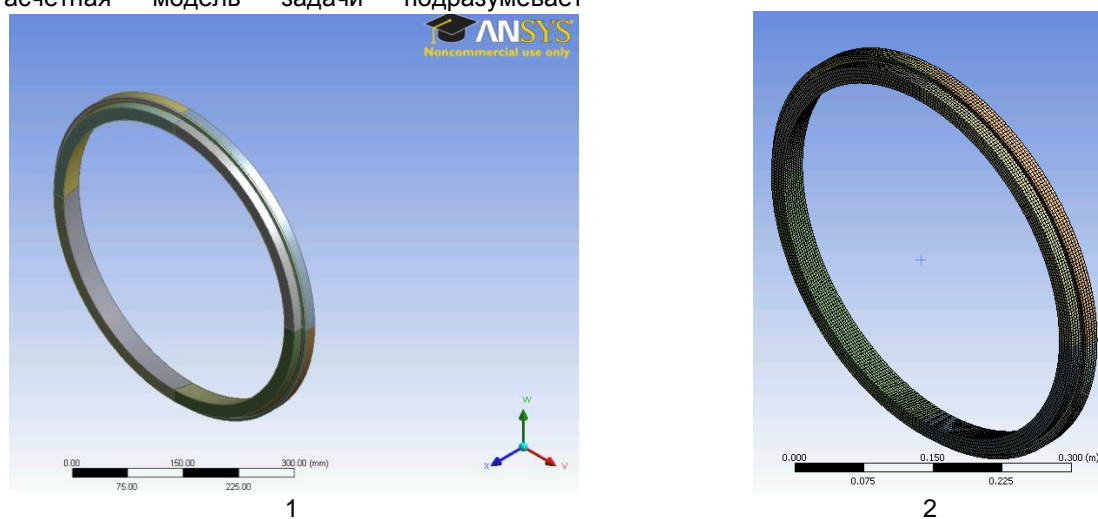 асчетная модель задачи подразумевает
ANSYS
Noncommercial use only
W
X V
0.00 150.00 300.00 (mm)
75.00 225.00
0.000 0.150 0.300 (m)
0.075 0.225
1 2